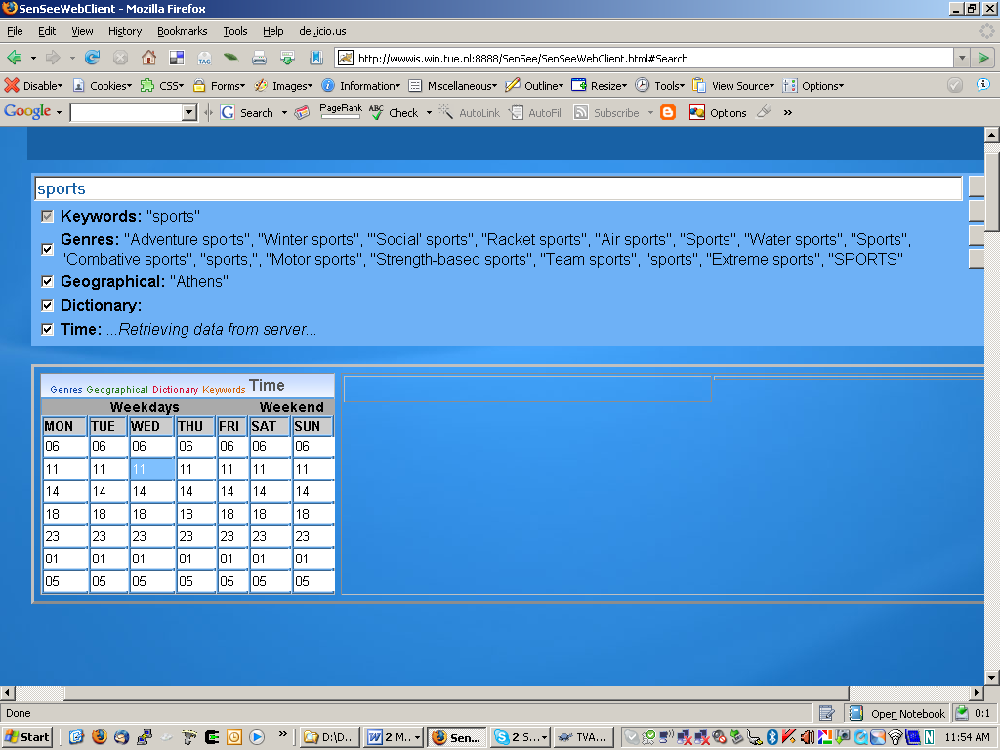 SenSeeWebClient - Mozilla Firefox
File Edit View History Bookmarks Tools Help del.icio.us
TAG http://wwwis.win.tue.nl:8888/SenSee/SenSeeWebClient.html#Search
Disable Cookies CSS Forms Images Information Miscellaneous Outline Resize Tools View Source Options
Google G Search PageRank ABC Check AutoLink AutoFill Subscribe Options »
sports
Keywords: "sports"
Genres: "Adventure sports", "Winter sports", "'Social' sports", "Racket sports", "Air sports", "Sports", "Water sports", "Sports",
"Combative sports", "sports,", "Motor sports", "Strength-based sports", "Team sports", "sports", "Extreme sports", "SPORTS"
Geographical: "Athens"
Dictionary:
Time: ...Retrieving data from server...
Genres Geographical Dictionary Keywords Time
Weekdays Weekend
MON TUE WED THU FRI SAT SUN
06 06 06 06 06 06 06
11 11 11 11 11 11 11
14 14 14 14 14 14 14
18 18 18 18 18 18 18
23 23 23 23 23 23 23
01 01 01 01 01 01 01
05 05 05 05 05 05 05
Done Open Notebook 0:1
Start » D:\D... 2 M... Sen... 2 S... TVA... 11:54 AM